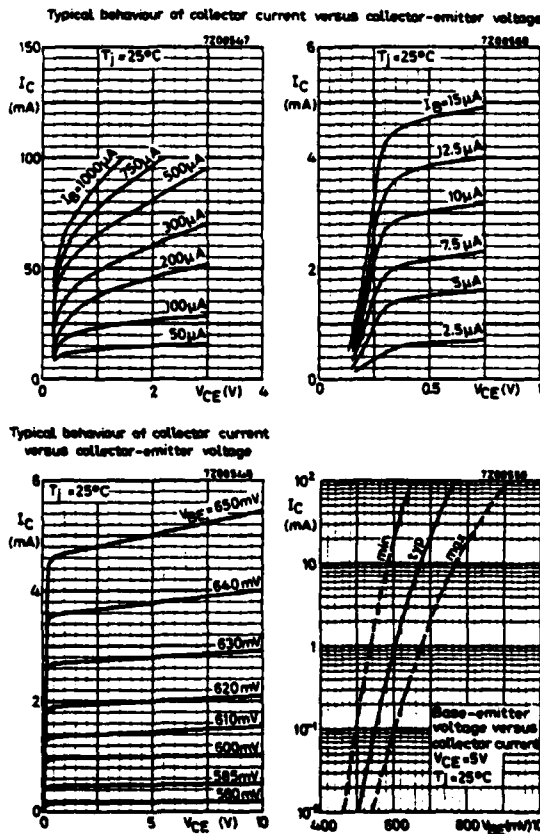 Typical behaviour of collector current versus collector-emitter voltage
150
IC
(mA)
100
50
0
Tj = 25°C
IB=1000µA
750µA
500µA
300µA
200µA
100µA
50µA
0
2
VCE(V)
4
6
IC
(mA)
4
2
0
Tj = 25°C
IB=15µA
12.5µA
10µA
7.5µA
5µA
2.5µA
0
0.5
VCE(V)
1
Typical behaviour of collector current
versus collector-emitter voltage
6
IC
(mA)
4
2
0
Tj = 25°C
VBE = 650mV
640mV
630mV
620mV
610mV
600mV
585mV
580mV
0
5
VCE(V)
10
10²
IC
(mA)
10
1
10⁻¹
min
typ
max
Base-emitter
voltage versus
collector current
VCE = 5V
Tj = 25°C
400
600
800